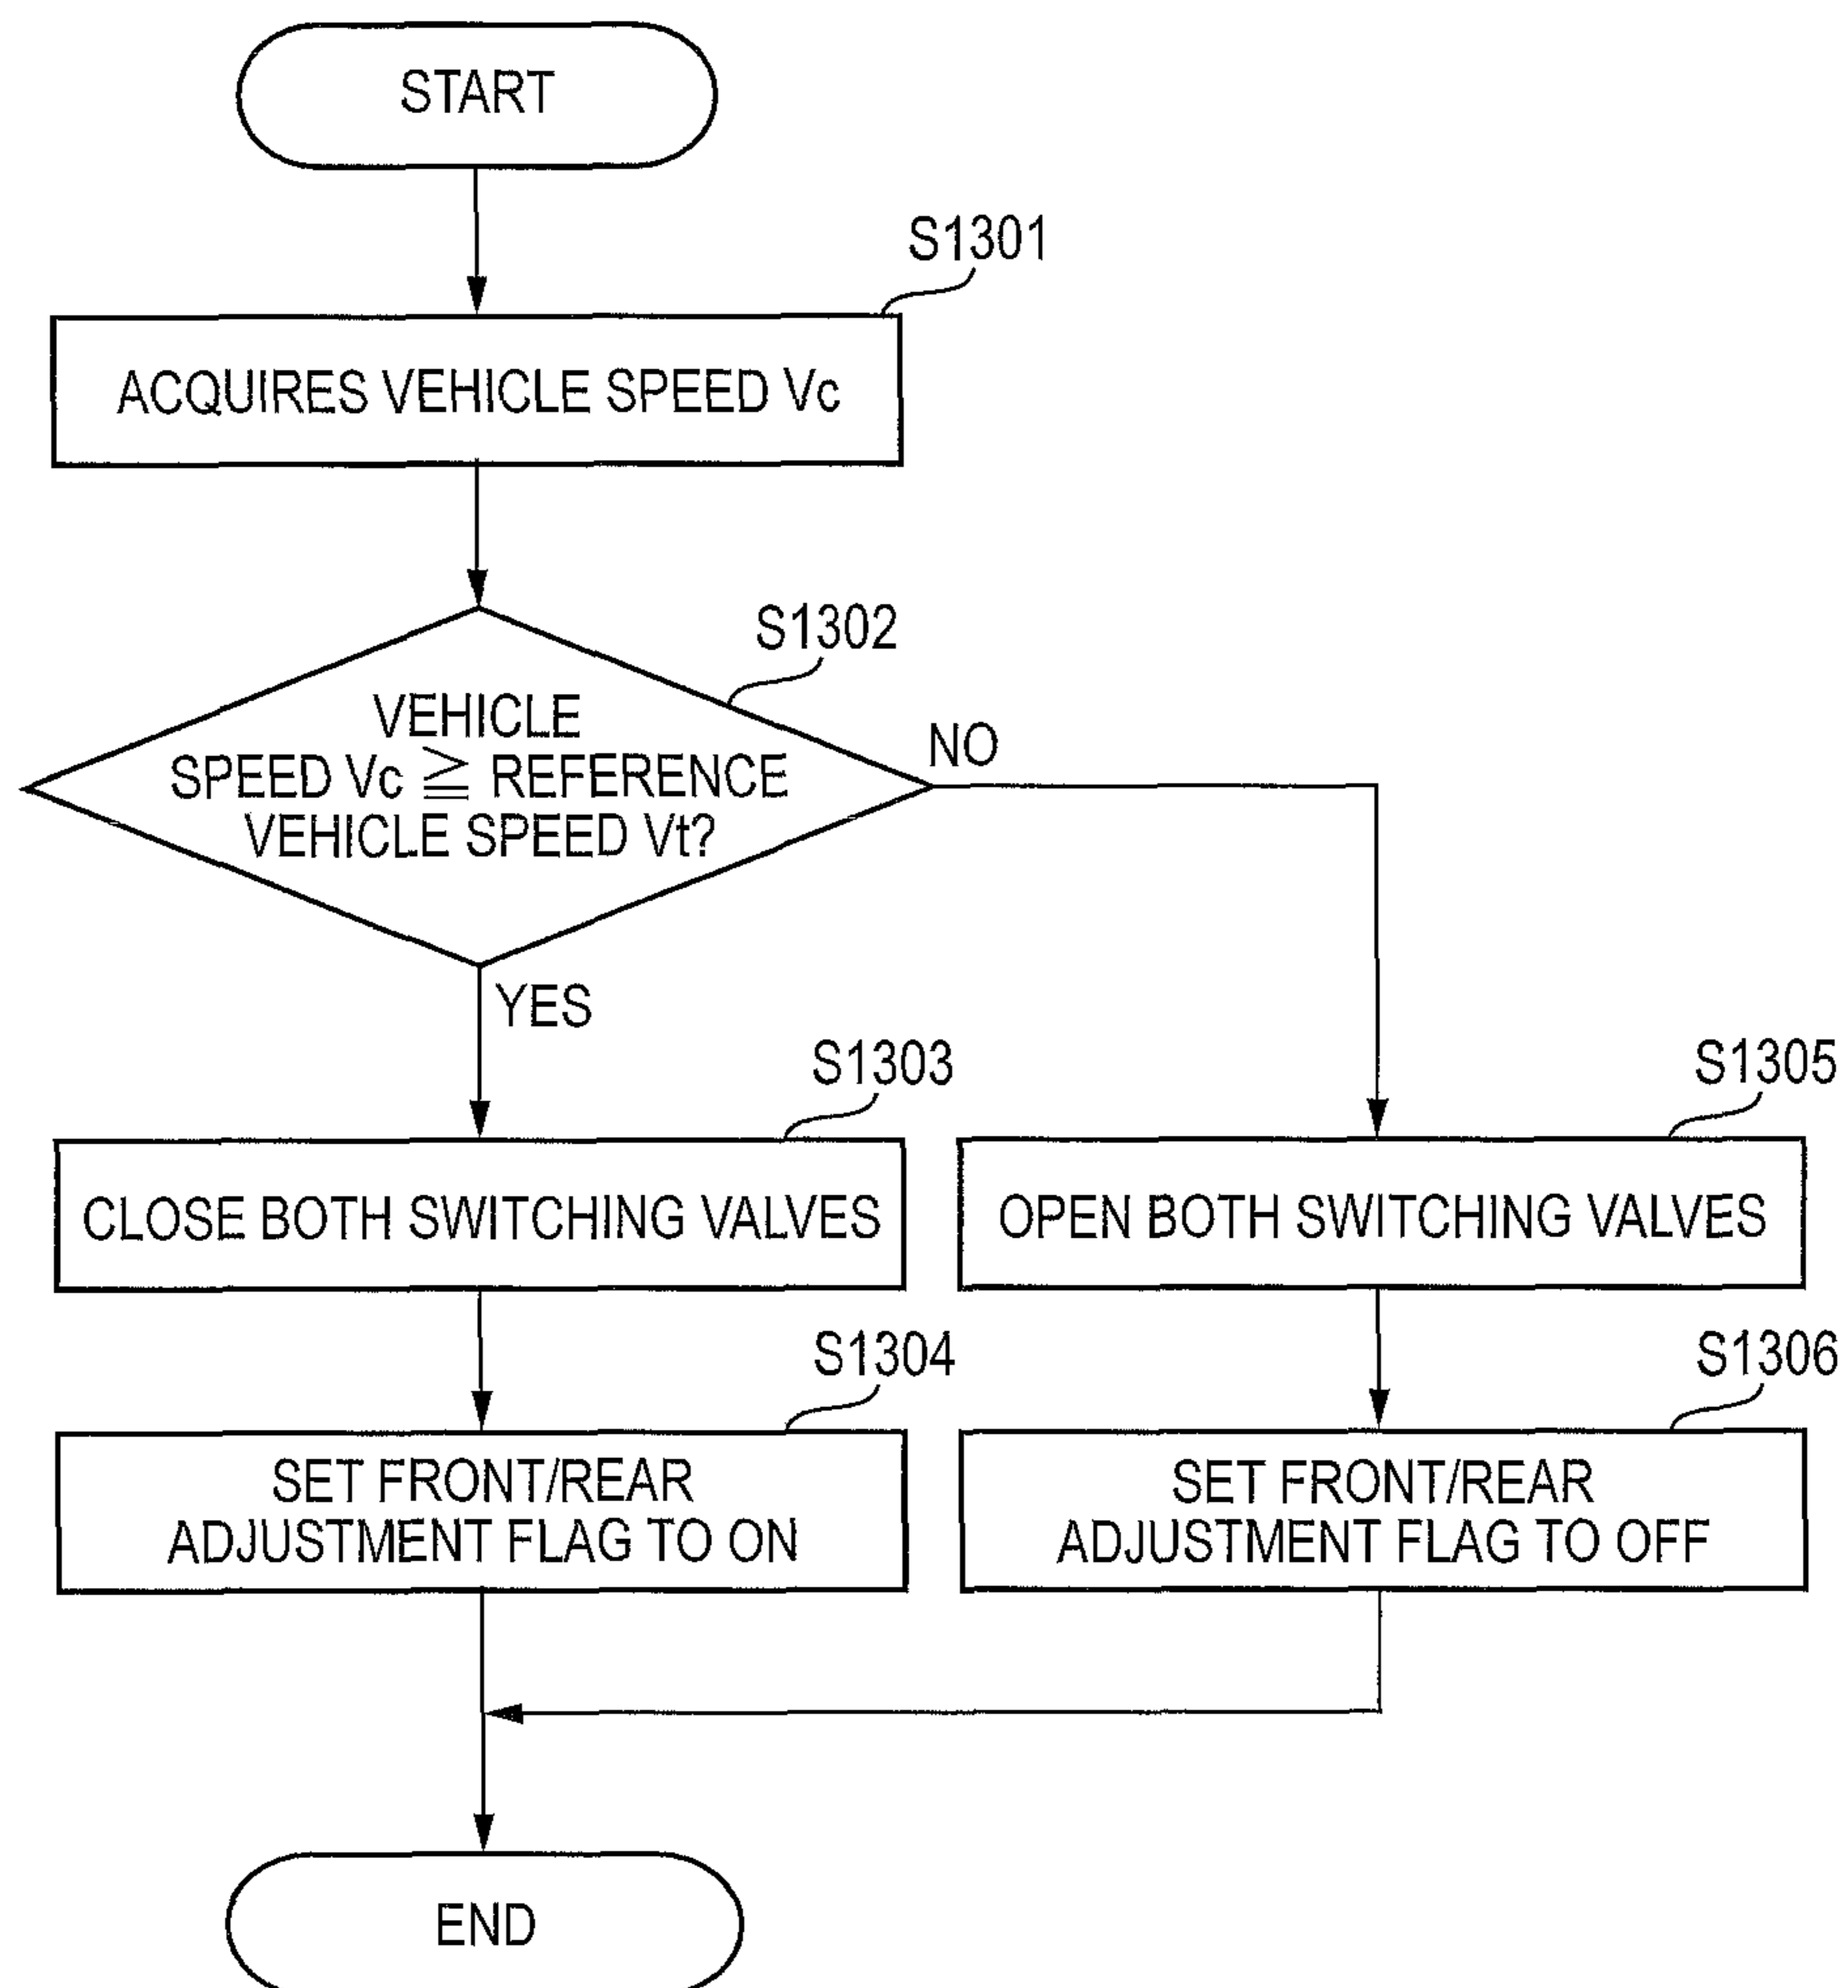 START
S1301
ACQUIRES VEHICLE SPEED Vc
S1302
VEHICLE
SPEED Vc ≧ REFERENCE
VEHICLE SPEED Vt?
NO
YES
S1303
CLOSE BOTH SWITCHING VALVES
S1305
OPEN BOTH SWITCHING VALVES
S1304
SET FRONT/REAR
ADJUSTMENT FLAG TO ON
S1306
SET FRONT/REAR
ADJUSTMENT FLAG TO OFF
END